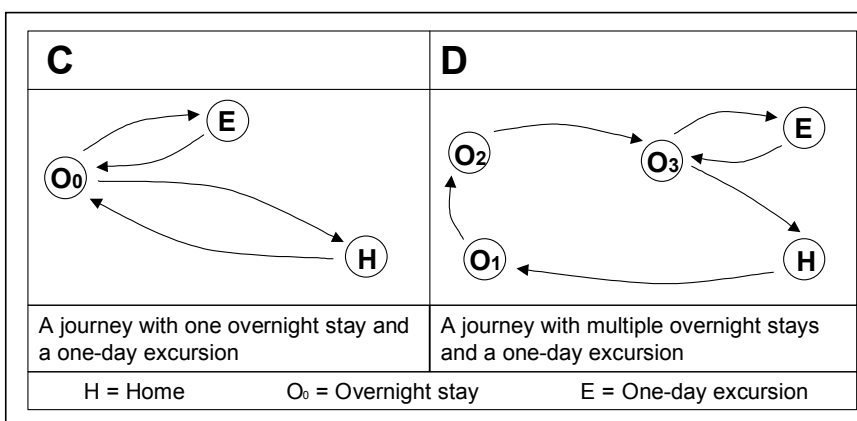 C
D
E
O₀
H
O₂
O₃
E
O₁
H
A journey with one overnight stay and
a one-day excursion
A journey with multiple overnight stays
and a one-day excursion
H = Home O₀ = Overnight stay E = One-day excursion